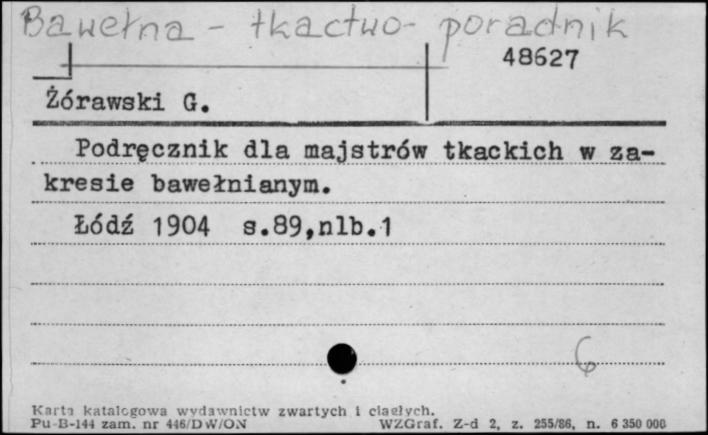 Bawełna - tkactwo - poradnik
48627
Żórawski G.
Podręcznik dla majstrów tkackich w za-
kresie bawełnianym.
Łódź 1904 s.89,nlb.1
6
Karta katalogowa wydawnictw zwartych i ciągłych.
Pu-B-144 zam. nr 446/DW/ON WZGraf. Z-d 2, z. 255/86, n. 6 350 000